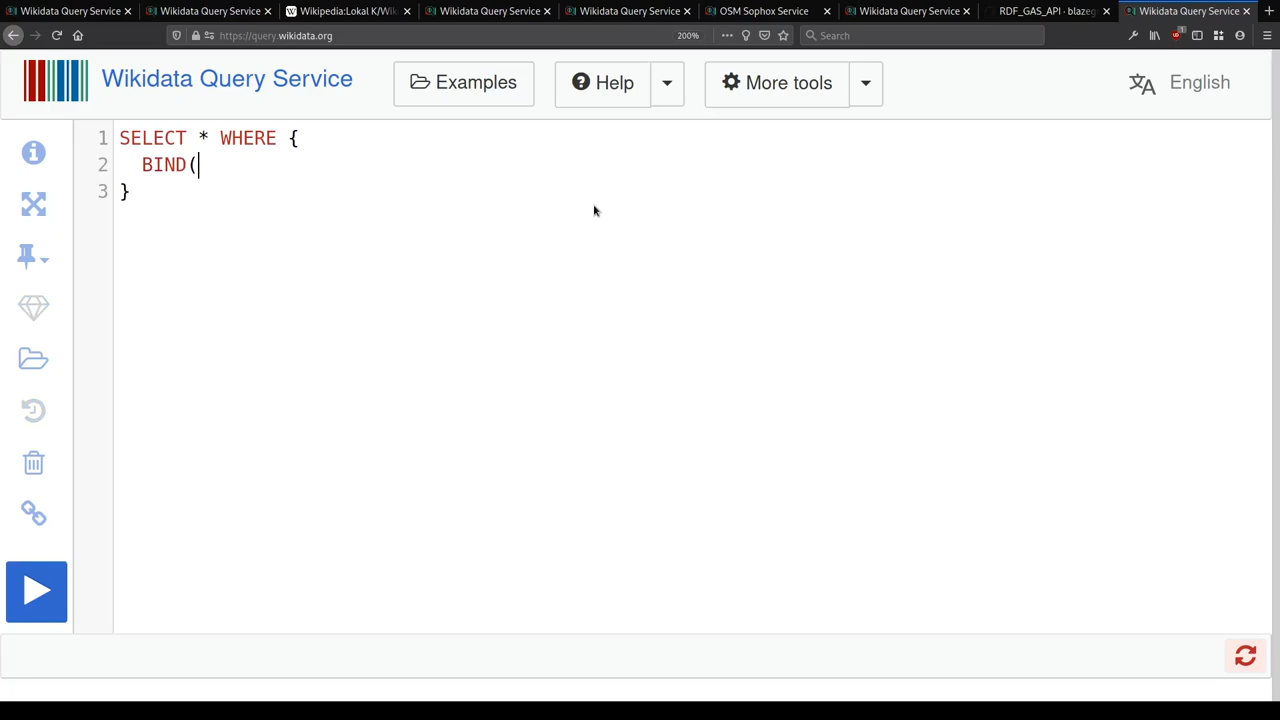 Wikidata Query Service
Wikidata Query Service
Wikipedia:Lokal K/Wik
Wikidata Query Service
Wikidata Query Service
OSM Sophox Service
Wikidata Query Service
RDF_GAS_API · blazeg
Wikidata Query Service
https://query.wikidata.org
200%
Search
Wikidata Query Service
Examples
Help
More tools
English
1 SELECT * WHERE {
2 BIND(
3 }